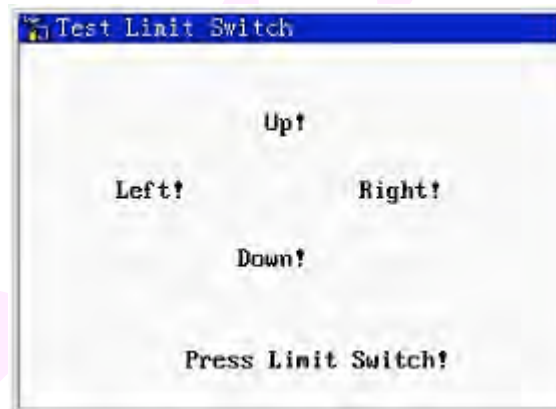 Test Limit Switch
Up!
Left! Right!
Down!
Press Limit Switch!